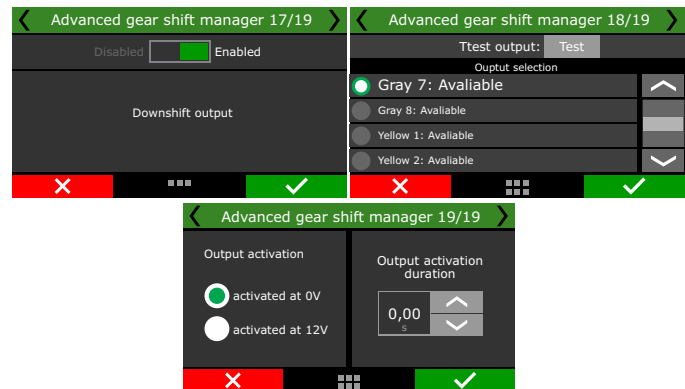 Advanced gear shift manager 17/19
Disabled Enabled
Downshift output
Advanced gear shift manager 18/19
Ttest output: Test
Ouptut selection
Gray 7: Avaliable
Gray 8: Avaliable
Yellow 1: Avaliable
Yellow 2: Avaliable
Advanced gear shift manager 19/19
Output activation
activated at 0V
activated at 12V
Output activation
duration
0,00
s